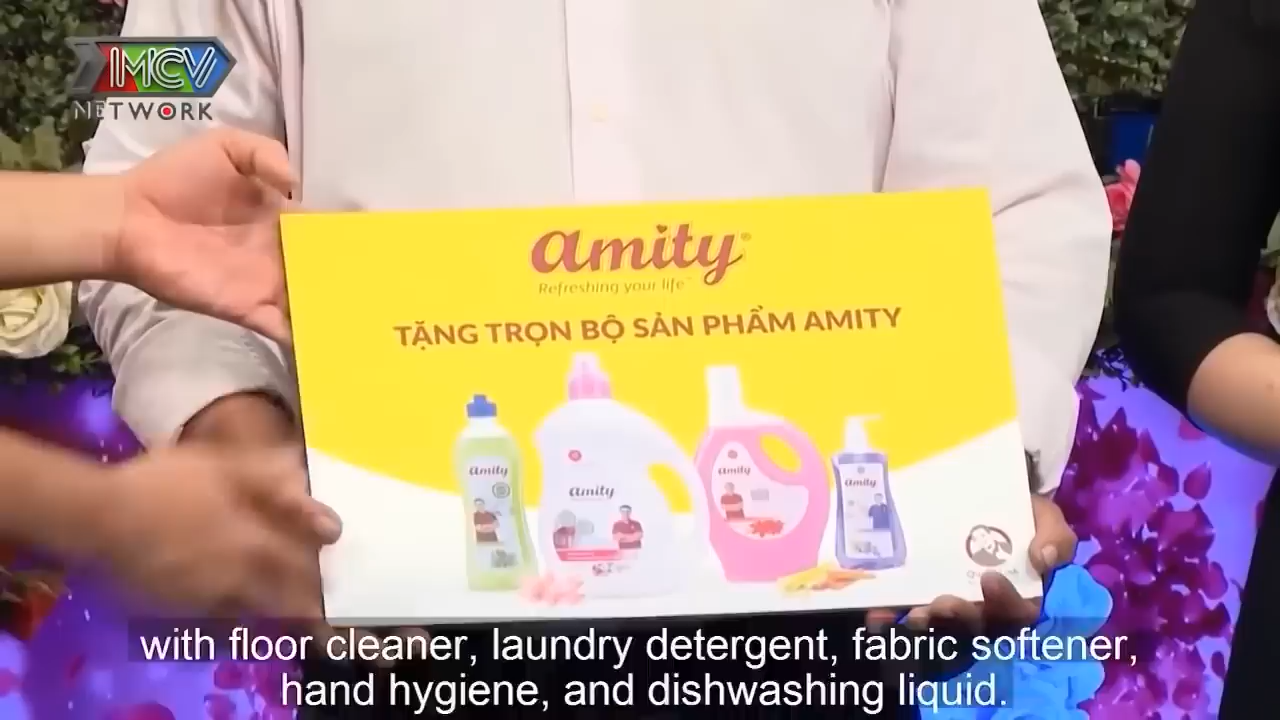 MCV
NETWORK
amity®
Refreshing your life™
TẶNG TRỌN BỘ SẢN PHẨM AMITY
amity
amity
amity
amity
with floor cleaner, laundry detergent, fabric softener,
hand hygiene, and dishwashing liquid.